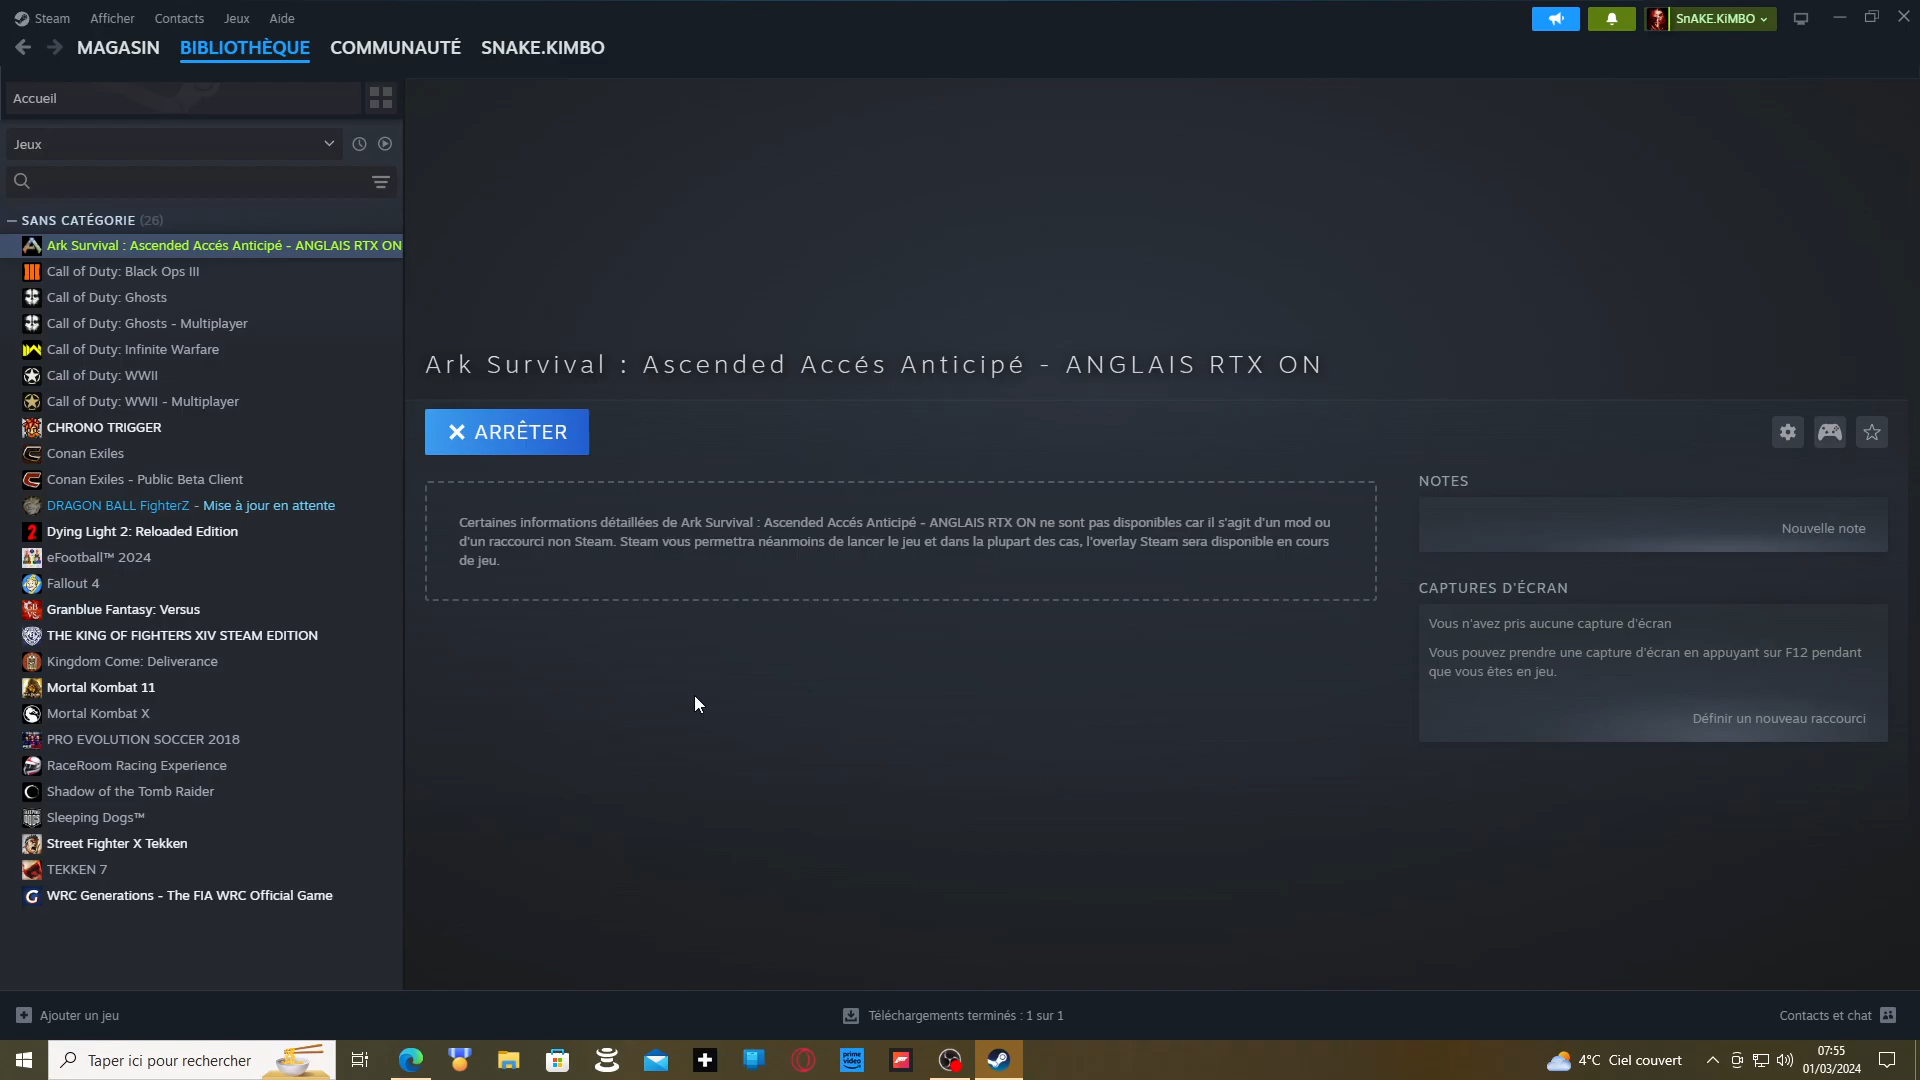 Steam Afficher Contacts Jeux Aide
SnAKE.KiMBO
MAGASIN BIBLIOTHÈQUE COMMUNAUTÉ SNAKE.KIMBO
Accueil
Jeux
SANS CATÉGORIE (26)
Ark Survival : Ascended Accés Anticipé - ANGLAIS RTX ON
Call of Duty: Black Ops III
Call of Duty: Ghosts
Call of Duty: Ghosts - Multiplayer
Call of Duty: Infinite Warfare
Call of Duty: WWII
Call of Duty: WWII - Multiplayer
CHRONO TRIGGER
Conan Exiles
Conan Exiles - Public Beta Client
DRAGON BALL FighterZ - Mise à jour en attente
Dying Light 2: Reloaded Edition
eFootball™ 2024
Fallout 4
Granblue Fantasy: Versus
THE KING OF FIGHTERS XIV STEAM EDITION
Kingdom Come: Deliverance
Mortal Kombat 11
Mortal Kombat X
PRO EVOLUTION SOCCER 2018
RaceRoom Racing Experience
Shadow of the Tomb Raider
Sleeping Dogs™
Street Fighter X Tekken
TEKKEN 7
WRC Generations - The FIA WRC Official Game
Ark Survival : Ascended Accés Anticipé - ANGLAIS RTX ON
ARRÊTER
Certaines informations détaillées de Ark Survival : Ascended Accés Anticipé - ANGLAIS RTX ON ne sont pas disponibles car il s'agit d'un mod ou
d'un raccourci non Steam. Steam vous permettra néanmoins de lancer le jeu et dans la plupart des cas, l'overlay Steam sera disponible en cours
de jeu.
NOTES
Nouvelle note
CAPTURES D'ÉCRAN
Vous n'avez pris aucune capture d'écran
Vous pouvez prendre une capture d'écran en appuyant sur F12 pendant
que vous êtes en jeu.
Définir un nouveau raccourci
Ajouter un jeu
Téléchargements terminés : 1 sur 1
Contacts et chat
Taper ici pour rechercher
prime video
4°C Ciel couvert
07:55
01/03/2024